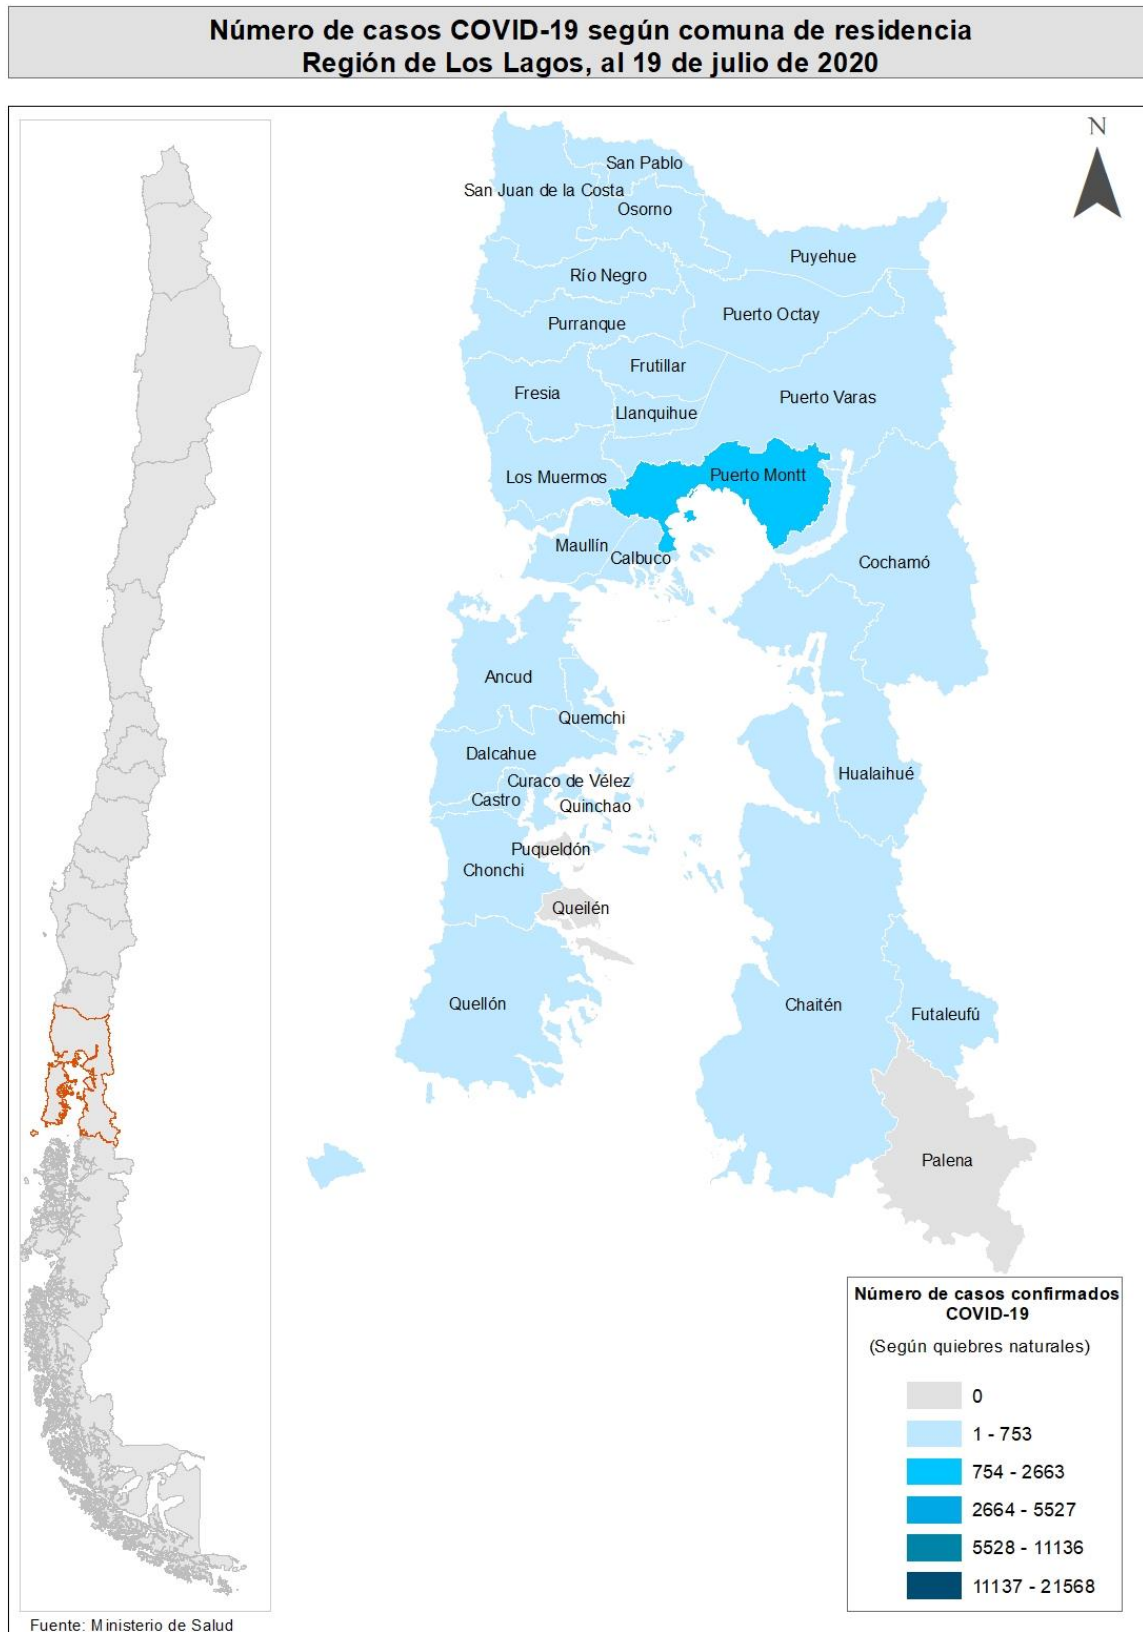 Número de casos COVID-19 según comuna de residencia
Región de Los Lagos, al 19 de julio de 2020
N
San Pablo
San Juan de la Costa
Osorno
Puyehue
Río Negro
Puerto Octay
Purranque
Frutillar
Fresia
Puerto Varas
Llanquihue
Los Muermos
Puerto Montt
Maullín
Calbuco
Cochamó
Ancud
Quemchi
Dalcahue
Hualaihué
Curaco de Vélez
Castro
Quinchao
Puqueldón
Chonchi
Queilén
Quellón
Chaitén
Futaleufú
Palena
Número de casos confirmados
COVID-19
(Según quiebres naturales)
0
1 - 753
754 - 2663
2664 - 5527
5528 - 11136
11137 - 21568
Fuente: Ministerio de Salud